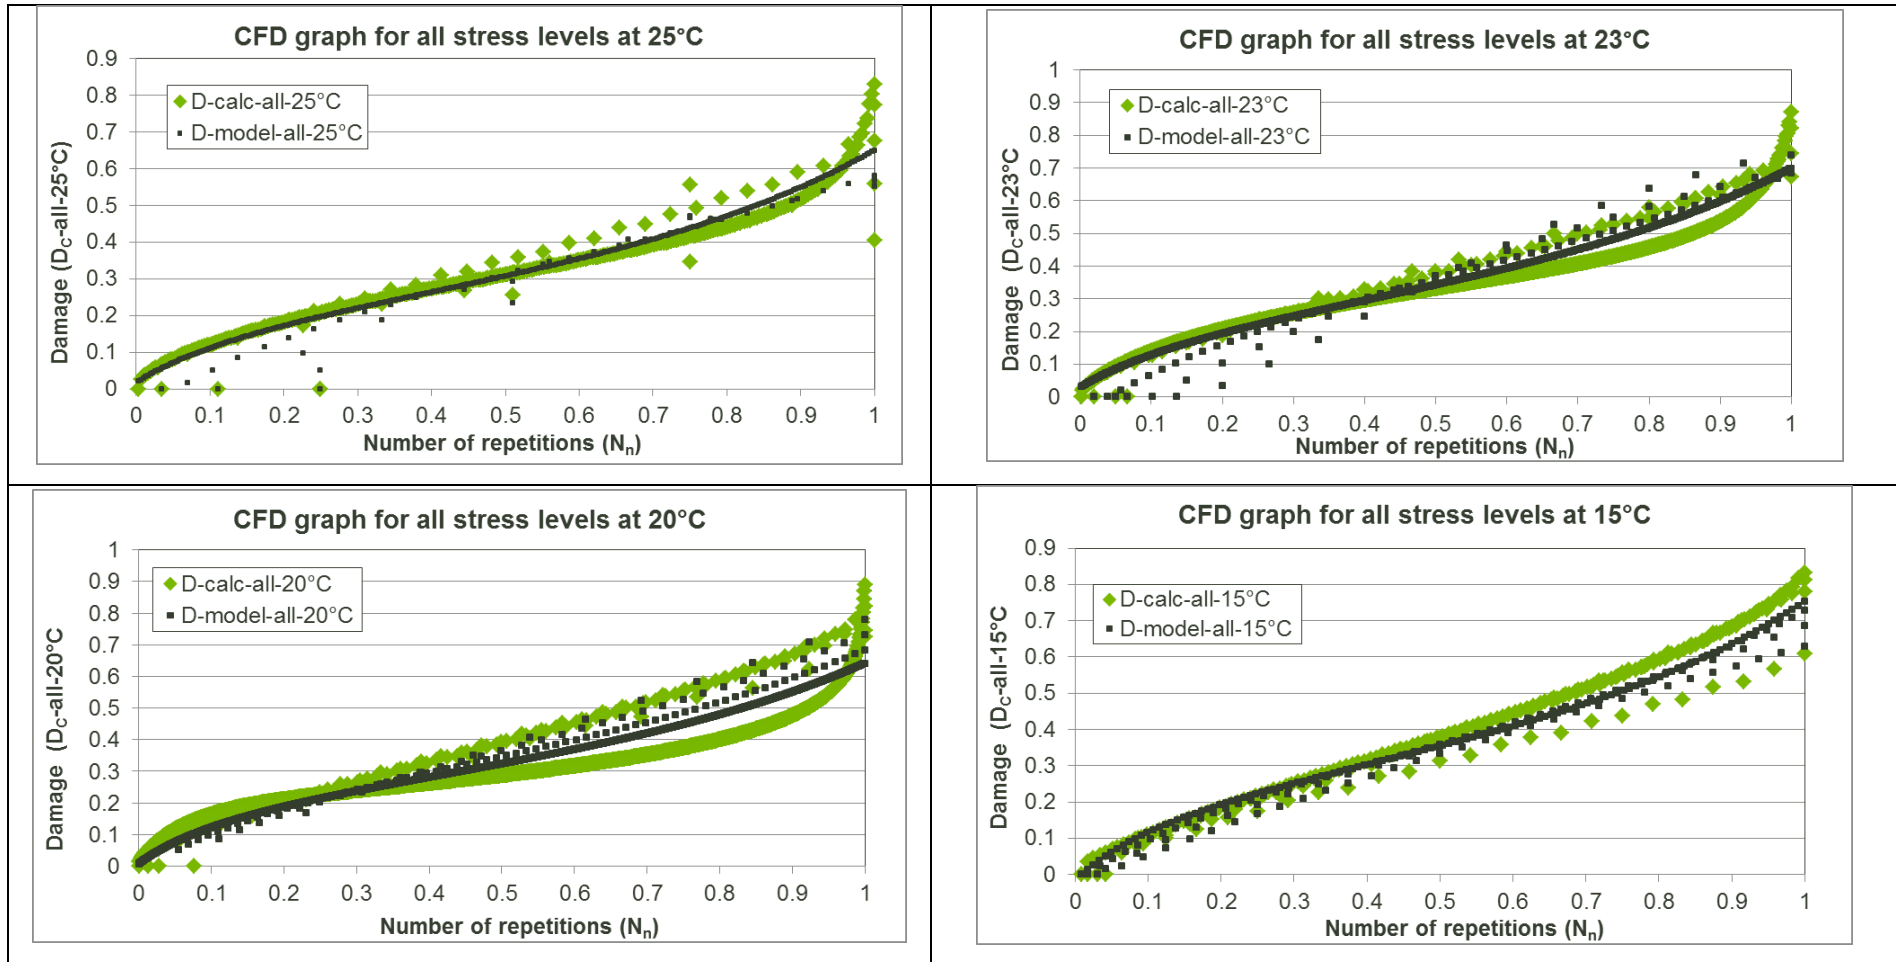 CFD graph for all stress levels at 25°C
Damage (D_C-all-25°C)
0.9
0.8
0.7
0.6
0.5
0.4
0.3
0.2
0.1
0
D-calc-all-25°C
D-model-all-25°C
0 0.1 0.2 0.3 0.4 0.5 0.6 0.7 0.8 0.9 1
Number of repetitions (Nₙ)
CFD graph for all stress levels at 23°C
Damage (D_C-all-23°C
1
0.9
0.8
0.7
0.6
0.5
0.4
0.3
0.2
0.1
0
D-calc-all-23°C
D-model-all-23°C
0 0.1 0.2 0.3 0.4 0.5 0.6 0.7 0.8 0.9 1
Number of repetitions (Nₙ)
CFD graph for all stress levels at 20°C
Damage (D_C-all-20°C
1
0.9
0.8
0.7
0.6
0.5
0.4
0.3
0.2
0.1
0
D-calc-all-20°C
D-model-all-20°C
0 0.1 0.2 0.3 0.4 0.5 0.6 0.7 0.8 0.9 1
Number of repetitions (Nₙ)
CFD graph for all stress levels at 15°C
Damage (D_C-all-15°C
0.9
0.8
0.7
0.6
0.5
0.4
0.3
0.2
0.1
0
D-calc-all-15°C
D-model-all-15°C
0 0.1 0.2 0.3 0.4 0.5 0.6 0.7 0.8 0.9 1
Number of repetitions (Nₙ)